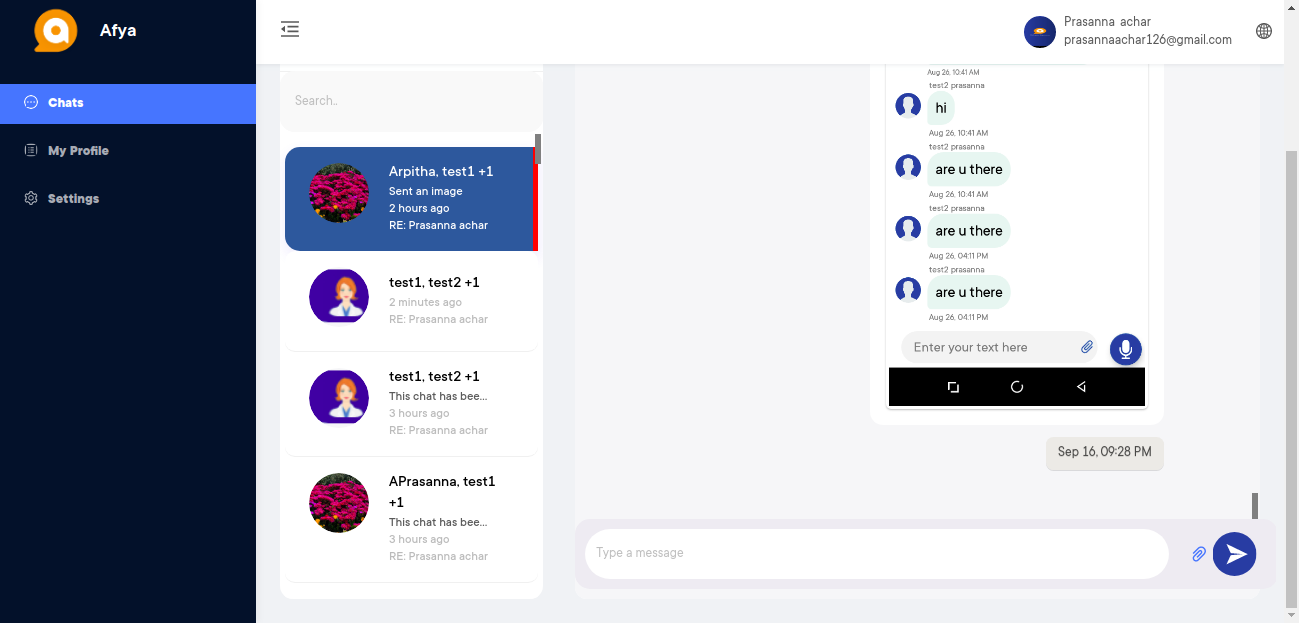 Afya
Chats
My Profile
Settings
Prasanna achar
prasannaachar126@gmail.com
Search..
Arpitha, test1 +1
Sent an image
2 hours ago
RE: Prasanna achar
test1, test2 +1
2 minutes ago
RE: Prasanna achar
test1, test2 +1
This chat has bee...
3 hours ago
RE: Prasanna achar
APrasanna, test1
+1
This chat has bee...
3 hours ago
RE: Prasanna achar
Aug 26, 10:41 AM
test2 prasanna
hi
Aug 26, 10:41 AM
test2 prasanna
are u there
Aug 26, 10:41 AM
test2 prasanna
are u there
Aug 26, 04:11 PM
test2 prasanna
are u there
Aug 26, 04:11 PM
Enter your text here
Sep 16, 09:28 PM
Type a message